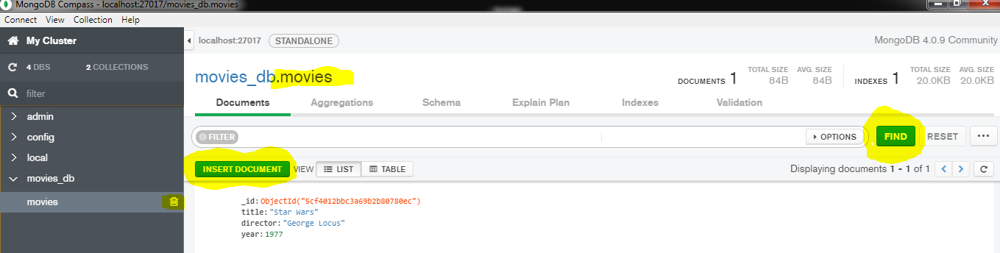 MongoDB Compass - localhost:27017/movies_db.movies
Connect View Collection Help
My Cluster
localhost:27017 STANDALONE
MongoDB 4.0.9 Community
4 DBS 2 COLLECTIONS
filter
admin
config
local
movies_db
movies
movies_db.movies
DOCUMENTS 1 TOTAL SIZE 84B AVG. SIZE 84B INDEXES 1 TOTAL SIZE 20.0KB AVG. SIZE 20.0KB
Documents Aggregations Schema Explain Plan Indexes Validation
FILTER OPTIONS FIND RESET
INSERT DOCUMENT VIEW LIST TABLE Displaying documents 1 - 1 of 1
_id: ObjectId("5cf4012bbc3a69b2b80780ec")
title: "Star Wars"
director: "George Locus"
year: 1977